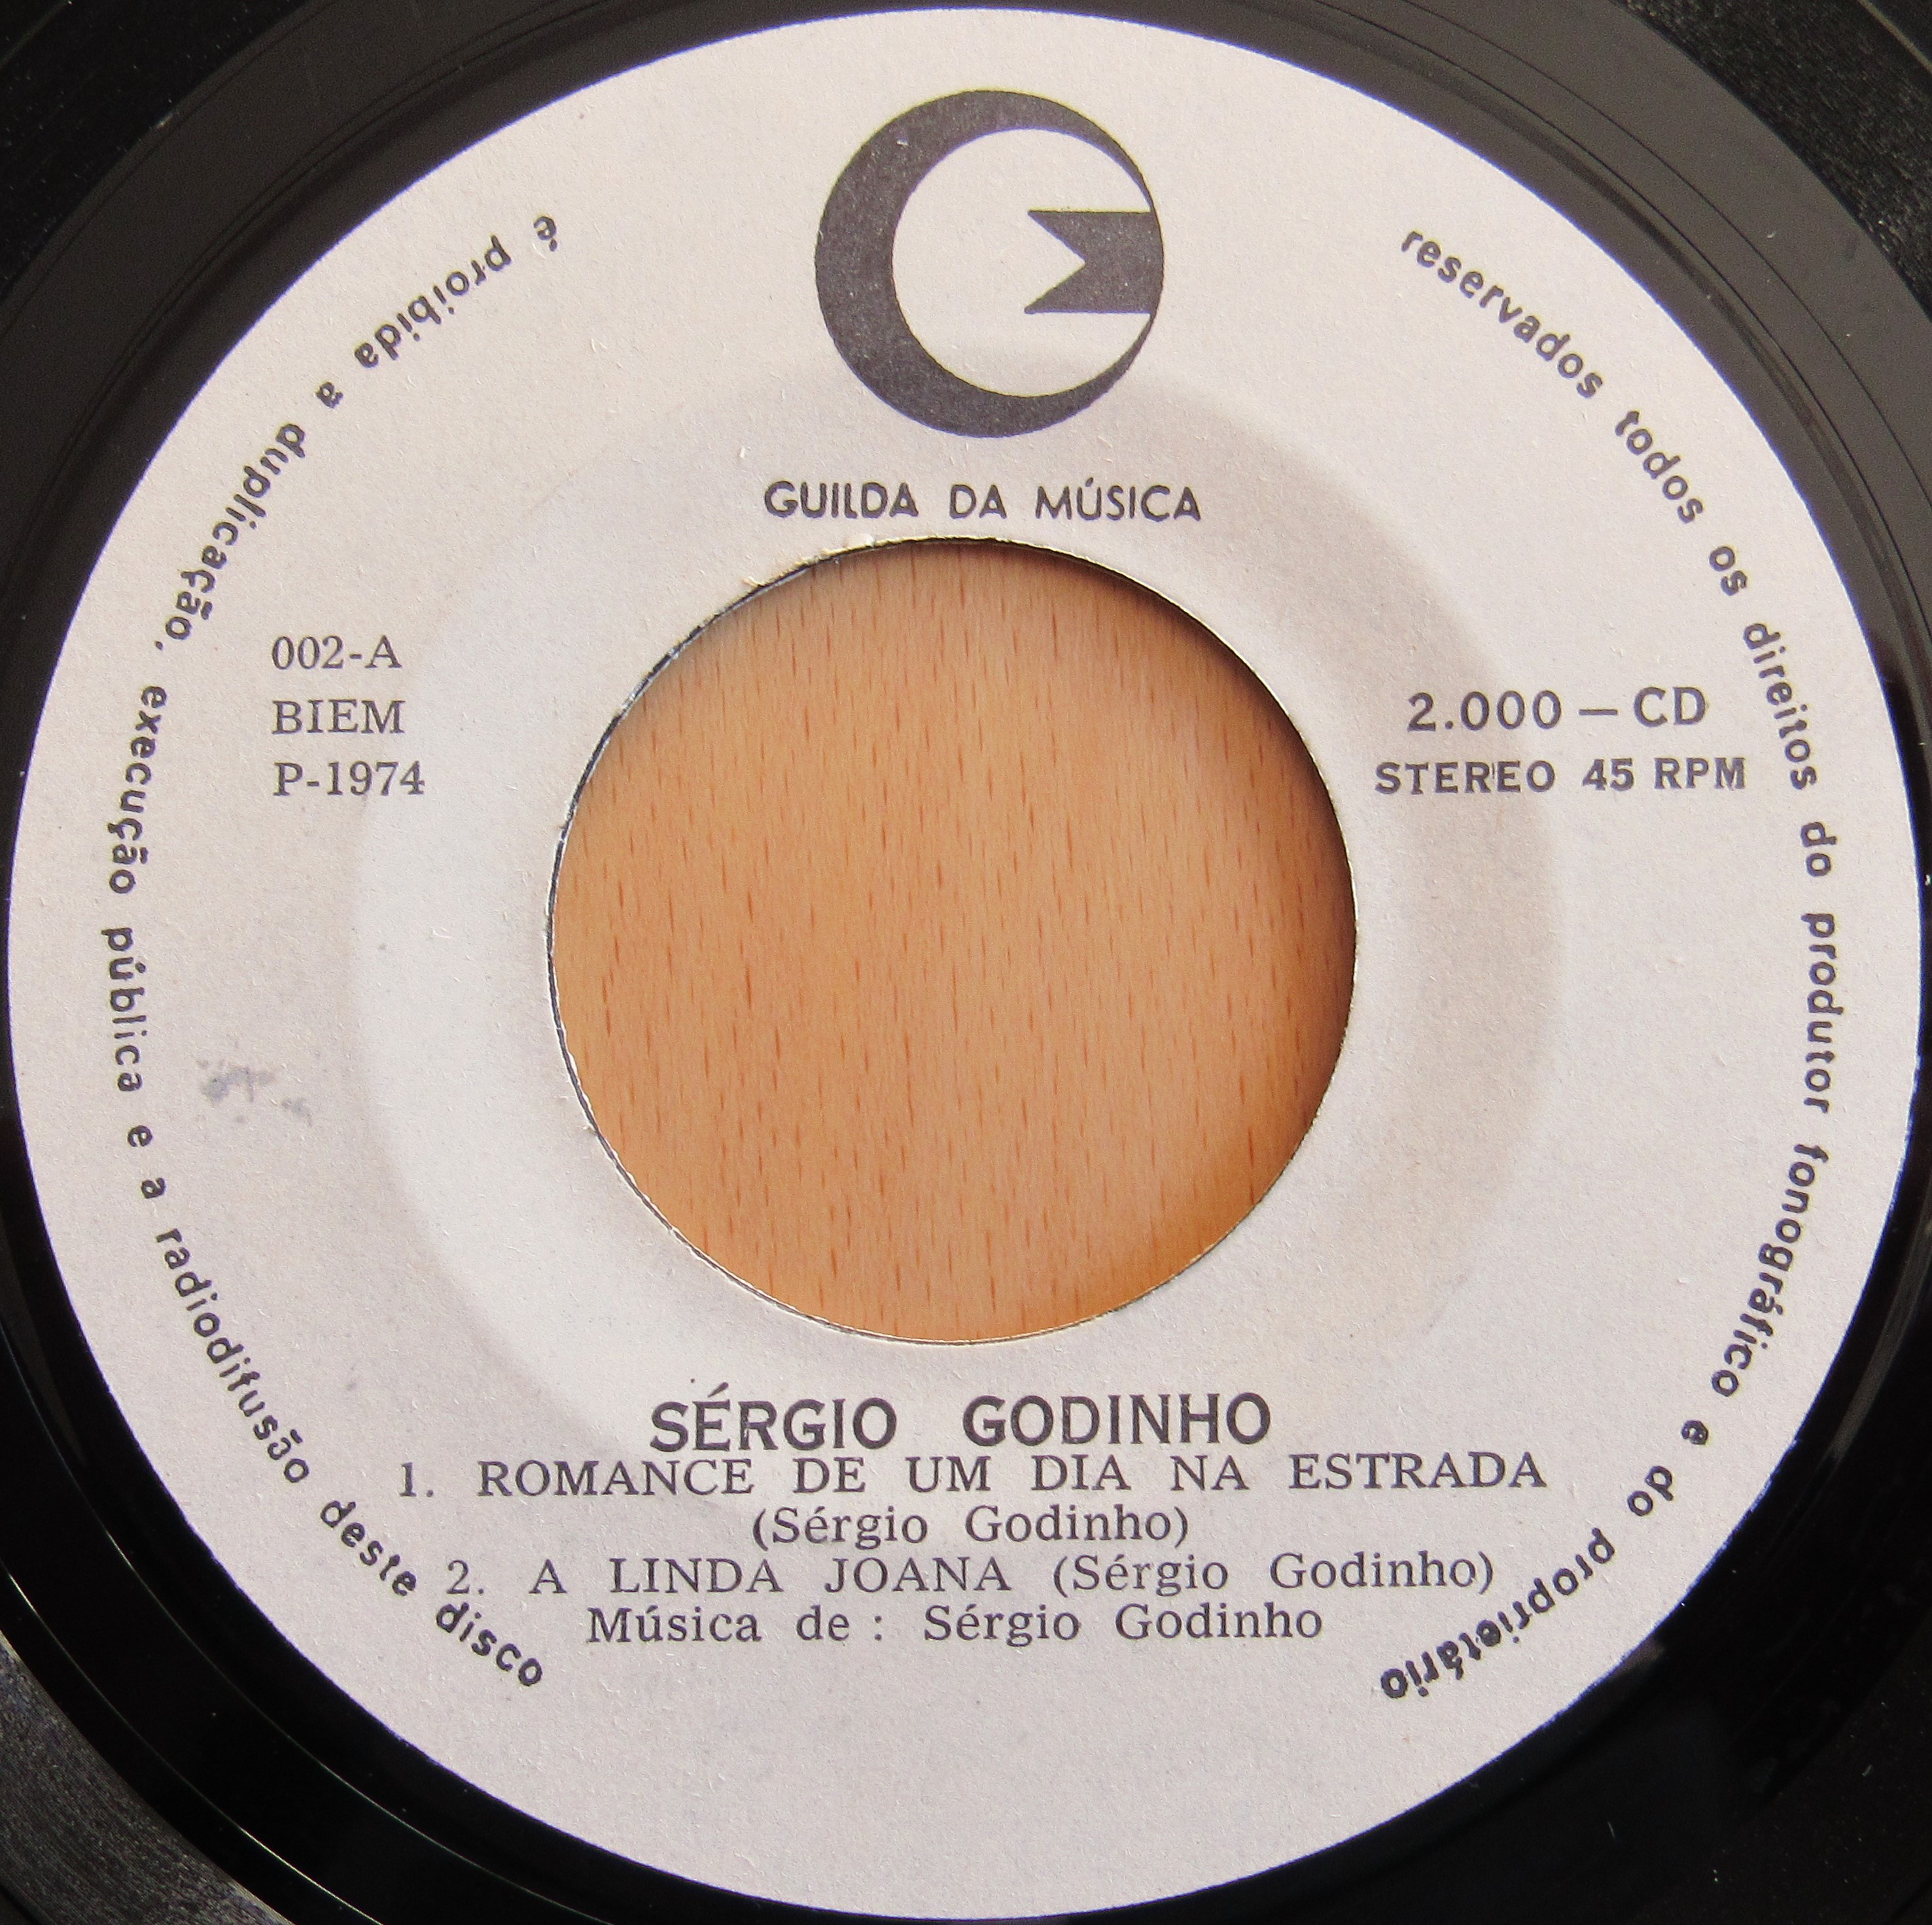 GUILDA DA MÚSICA
é proibida a duplicação, execução pública e a radiodifusão deste disco
reservados todos os direitos do produtor fonográfico e do proprietário
002-A
BIEM
P-1974
2.000 — CD
STEREO 45 RPM
SÉRGIO GODINHO
1. ROMANCE DE UM DIA NA ESTRADA
(Sérgio Godinho)
2. A LINDA JOANA (Sérgio Godinho)
Música de : Sérgio Godinho